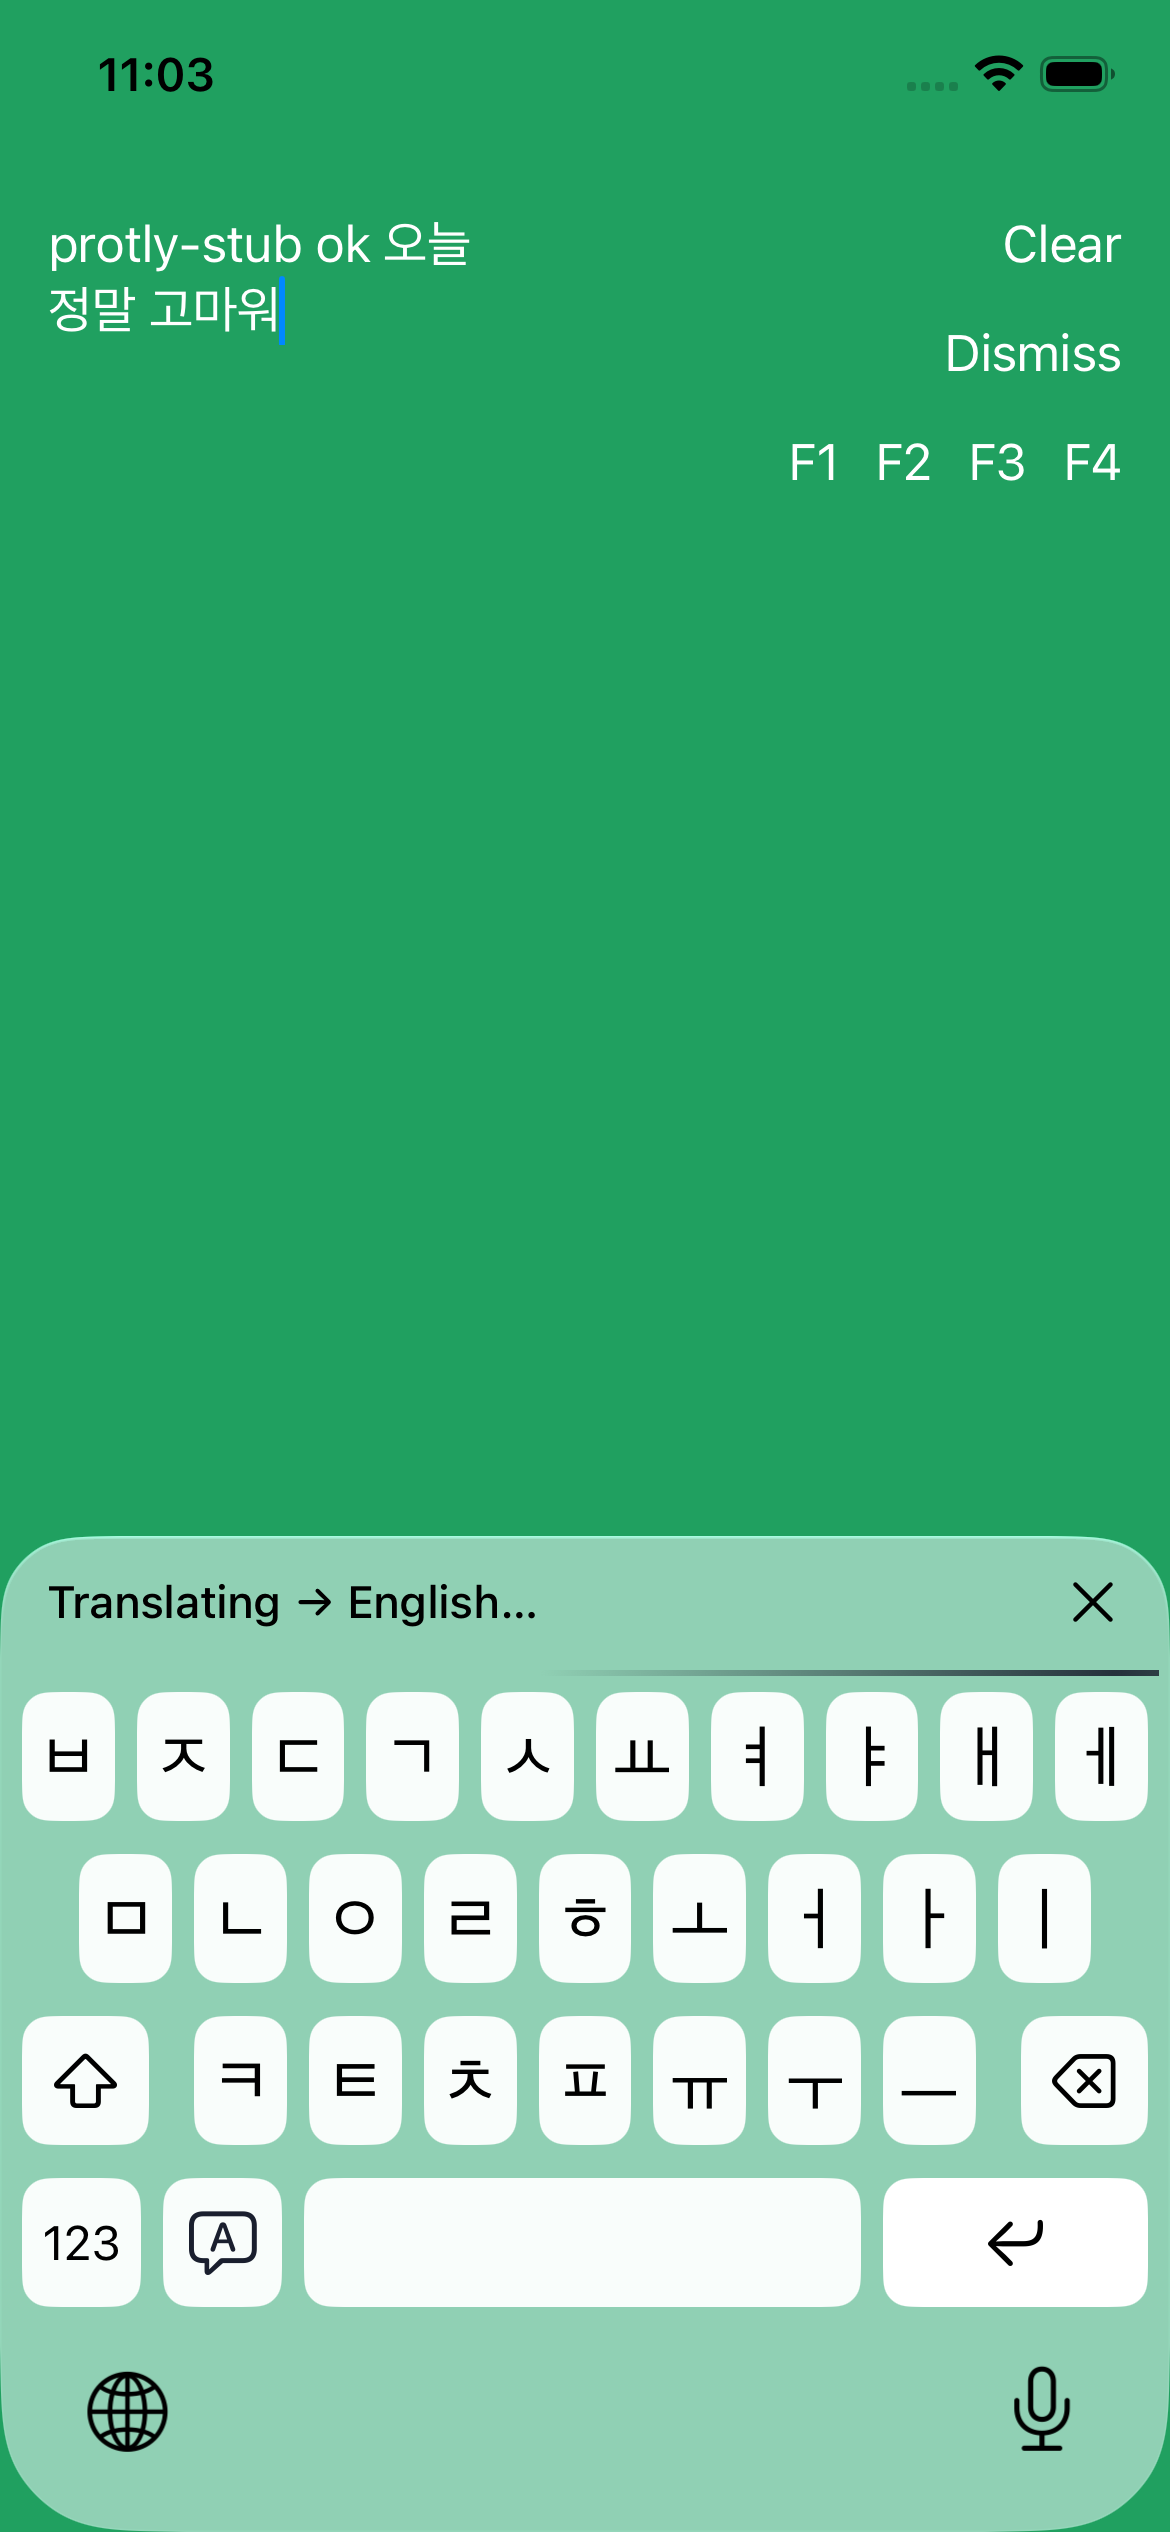 11:03
protly-stub ok 오늘
정말 고마워
Clear
Dismiss
F1 F2 F3 F4
Translating → English...
ㅂ ㅈ ㄷ ㄱ ㅅ ㅛ ㅕ ㅑ ㅐ ㅔ
ㅁ ㄴ ㅇ ㄹ ㅎ ㅗ ㅓ ㅏ ㅣ
ㅋ ㅌ ㅊ ㅍ ㅠ ㅜ ㅡ
123 A